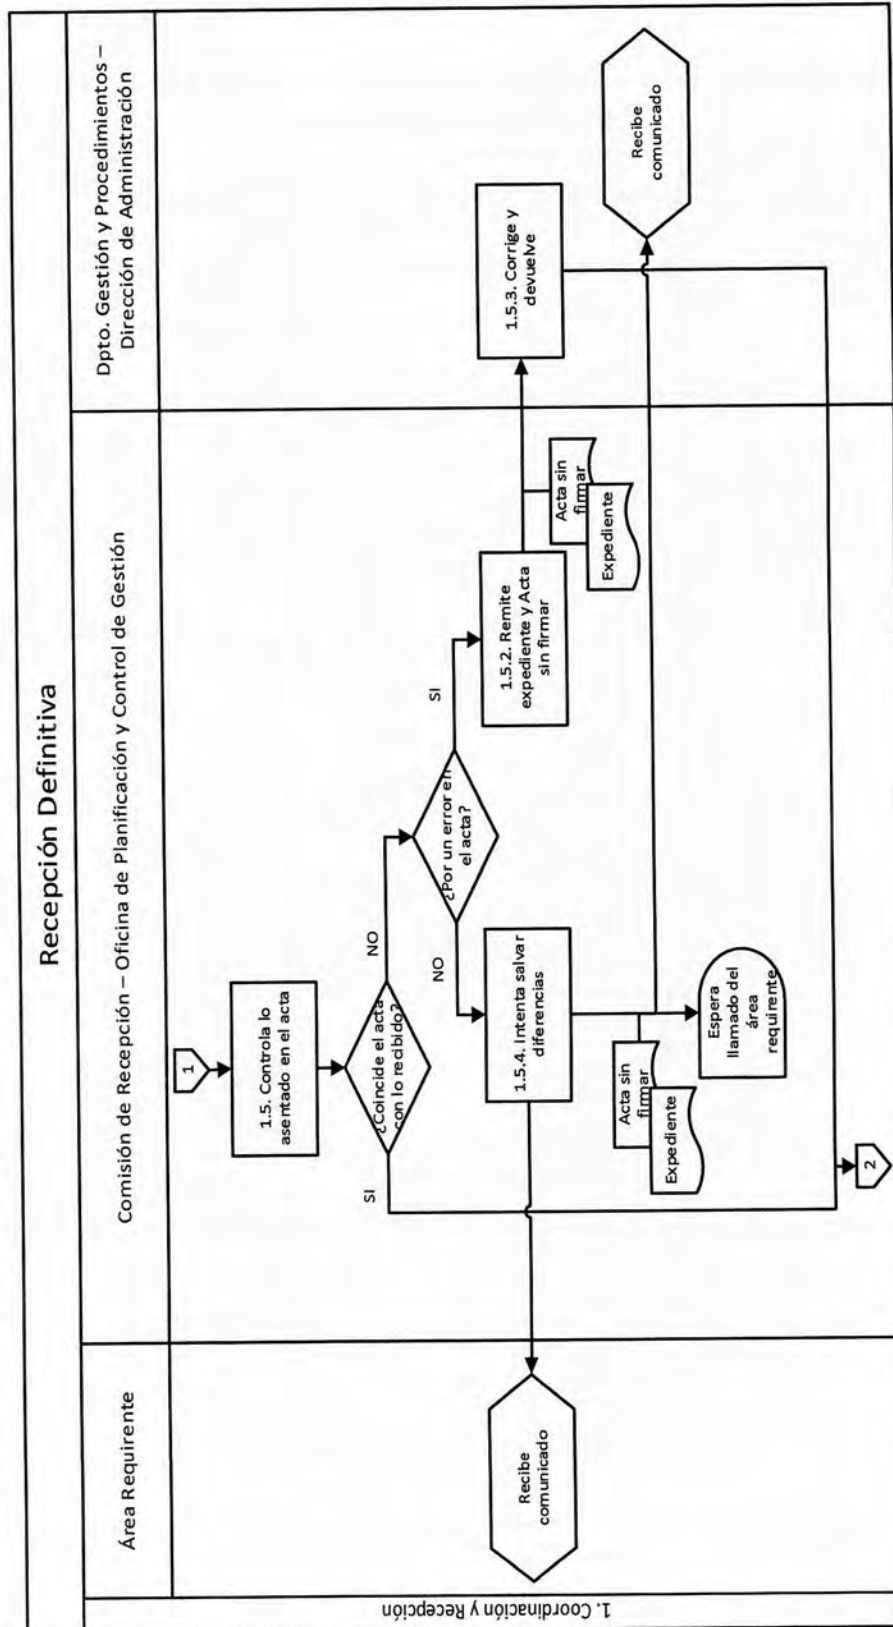 Recepción Definitiva
Área Requirente
Comisión de Recepción – Oficina de Planificación y Control de Gestión
Dpto. Gestión y Procedimientos –
Dirección de Administración
1. Coordinación y Recepción
1
1.5. Controla lo
asentado en el acta
¿Coincide el acta
con lo recibido?
SI
NO
¿Por un error en
el acta?
NO
SI
1.5.4. Intenta salvar
diferencias
1.5.2. Remite
expediente y Acta
sin firmar
1.5.3. Corrige y
devuelve
Acta sin
firmar
Expediente
Recibe
comunicado
Recibe
comunicado
Acta sin
firmar
Expediente
Espera
llamado del
área
requirente
2